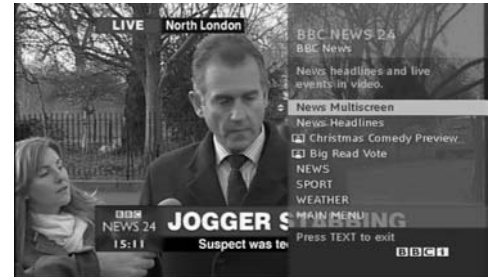 LIVE
North London
BBC NEWS 24
BBC News
News headlines and live
events in video.
News Multiscreen
News Headlines
Christmas Comedy Preview
Big Read Vote
NEWS
SPORT
WEATHER
MAIN MENU
Press TEXT to exit
BBC 1
BBC
NEWS 24
15:11
JOGGER STABBING
Suspect was